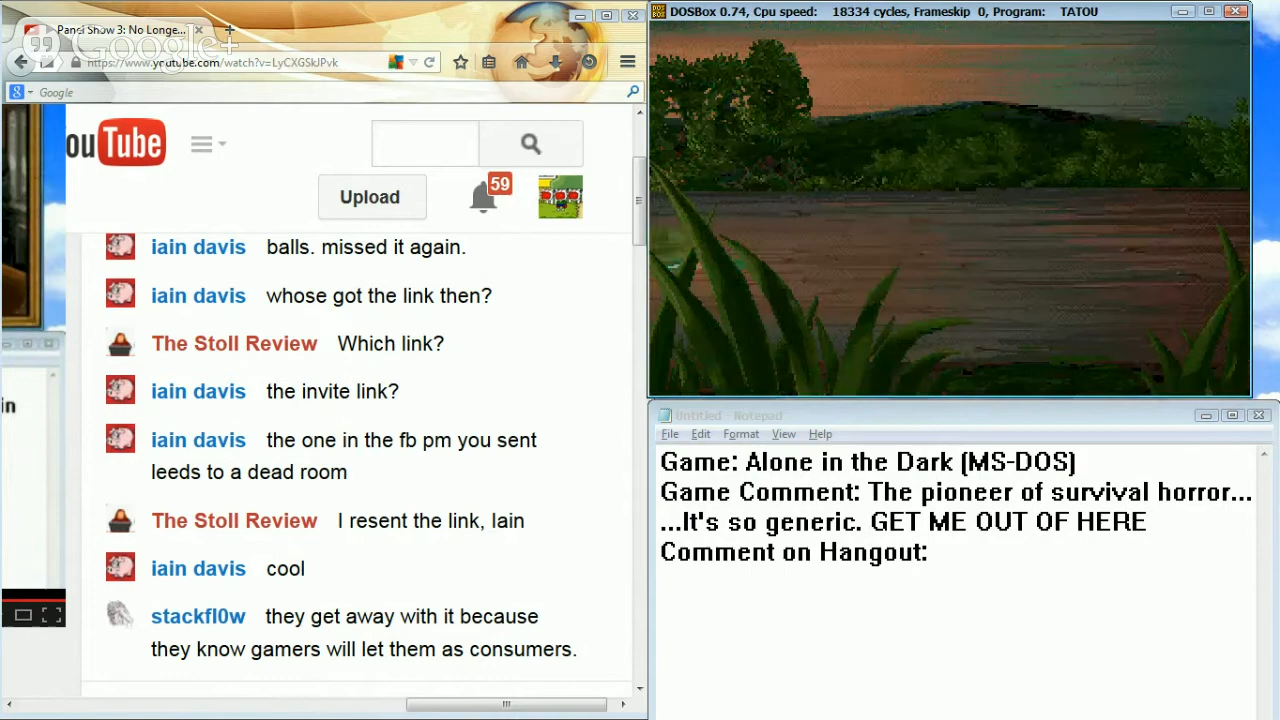 Panel Show 3: No Longe...
Google+
https://www.youtube.com/watch?v=LyCXGSkJPvk
Google
ouTube
Upload
59
iain davis balls. missed it again.
iain davis whose got the link then?
The Stoll Review Which link?
iain davis the invite link?
iain davis the one in the fb pm you sent
leeds to a dead room
The Stoll Review I resent the link, Iain
iain davis cool
stackfl0w they get away with it because
they know gamers will let them as consumers.
in
DOSBox 0.74, Cpu speed: 18334 cycles, Frameskip 0, Program: TATOU
Untitled - Notepad
File Edit Format View Help
Game: Alone in the Dark (MS-DOS)
Game Comment: The pioneer of survival horror...
...It's so generic. GET ME OUT OF HERE
Comment on Hangout: